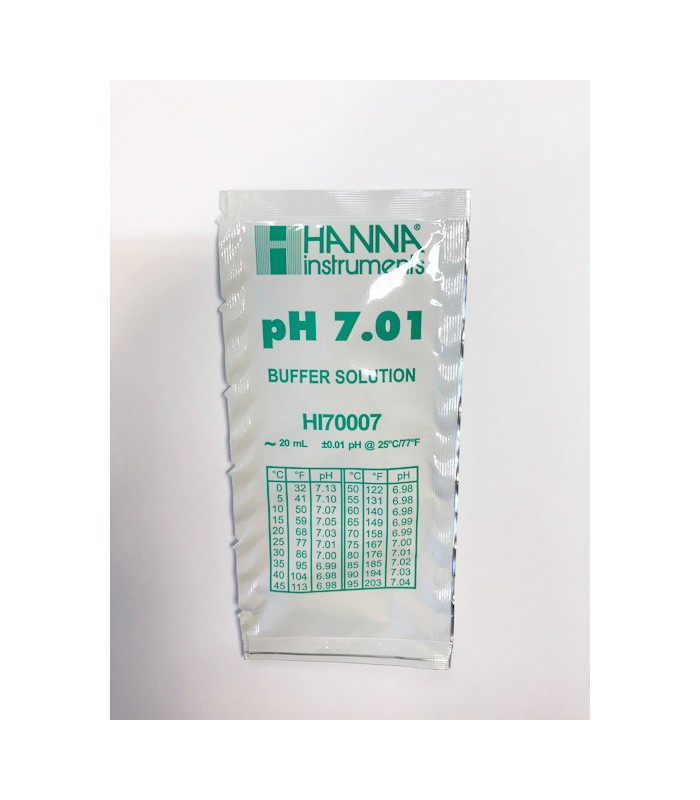 HANNA®
instruments
pH 7.01
BUFFER SOLUTION
HI70007
~ 20 mL ±0.01 pH @ 25°C/77°F
°C °F pH °C °F pH
0 32 7.13 50 122 6.98
5 41 7.10 55 131 6.98
10 50 7.07 60 140 6.98
15 59 7.05 65 149 6.99
20 68 7.03 70 158 6.99
25 77 7.01 75 167 7.00
30 86 7.00 80 176 7.01
35 95 6.99 85 185 7.02
40 104 6.98 90 194 7.03
45 113 6.98 95 203 7.04